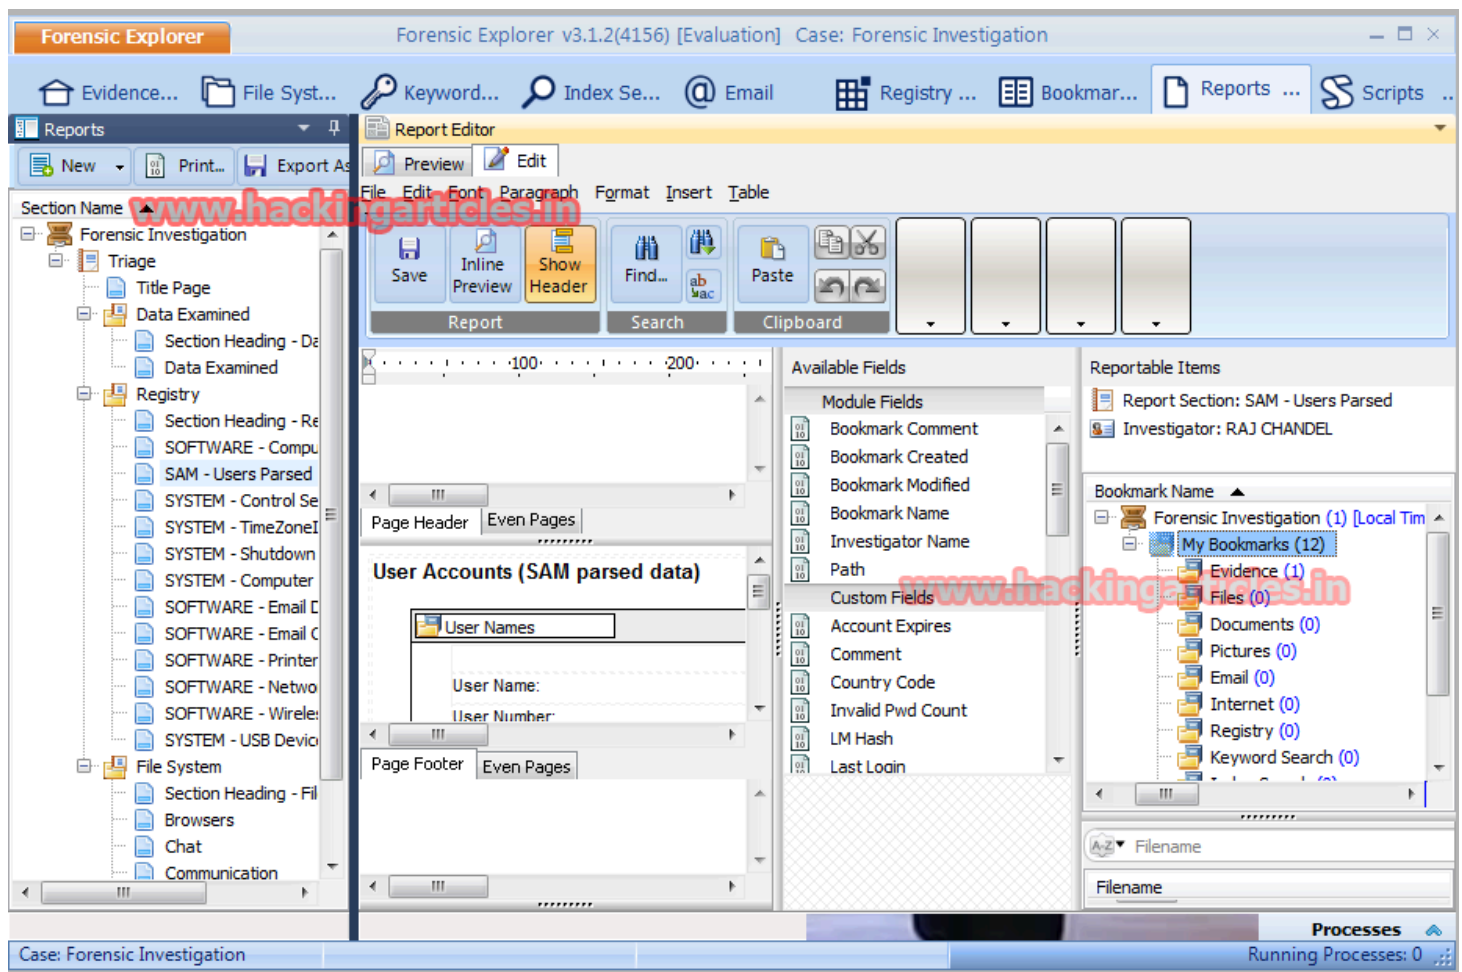 Forensic Explorer
Forensic Explorer v3.1.2(4156) [Evaluation]   Case: Forensic Investigation
Evidence...
File Syst...
Keyword...
Index Se...
Email
Registry ...
Bookmar...
Reports ...
Scripts ..
Reports
New
Print...
Export As
Section Name
Forensic Investigation
Triage
Title Page
Data Examined
Section Heading - Da
Data Examined
Registry
Section Heading - Re
SOFTWARE - Compu
SAM - Users Parsed
SYSTEM - Control Se
SYSTEM - TimeZoneI
SYSTEM - Shutdown
SYSTEM - Computer
SOFTWARE - Email D
SOFTWARE - Email C
SOFTWARE - Printer
SOFTWARE - Netwo
SOFTWARE - Wireles
SYSTEM - USB Device
File System
Section Heading - Fil
Browsers
Chat
Communication
Report Editor
Preview
Edit
File Edit Font Paragraph Format Insert Table
www.hackingarticles.in
Save
Inline Preview
Show Header
Report
Find...
ab
ac
Search
Paste
Clipboard
100
200
Page Header
Even Pages
User Accounts (SAM parsed data)
User Names
User Name:
User Number:
Page Footer
Even Pages
Available Fields
Module Fields
Bookmark Comment
Bookmark Created
Bookmark Modified
Bookmark Name
Investigator Name
Path
Custom Fields
Account Expires
Comment
Country Code
Invalid Pwd Count
LM Hash
Last Login
Reportable Items
Report Section: SAM - Users Parsed
Investigator: RAJ CHANDEL
Bookmark Name
Forensic Investigation (1) [Local Tim
My Bookmarks (12)
Evidence (1)
www.hackingarticles.in
Files (0)
Documents (0)
Pictures (0)
Email (0)
Internet (0)
Registry (0)
Keyword Search (0)
A-Z
Filename
Filename
Processes
Case: Forensic Investigation
Running Processes: 0